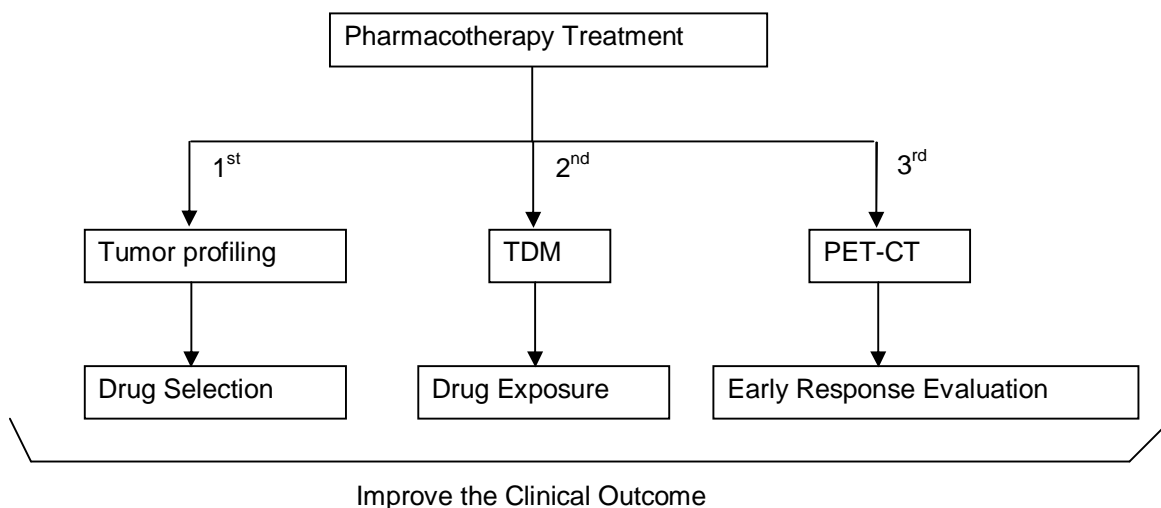 Pharmacotherapy Treatment
1st 2nd 3rd
Tumor profiling TDM PET-CT
Drug Selection Drug Exposure Early Response Evaluation
Improve the Clinical Outcome